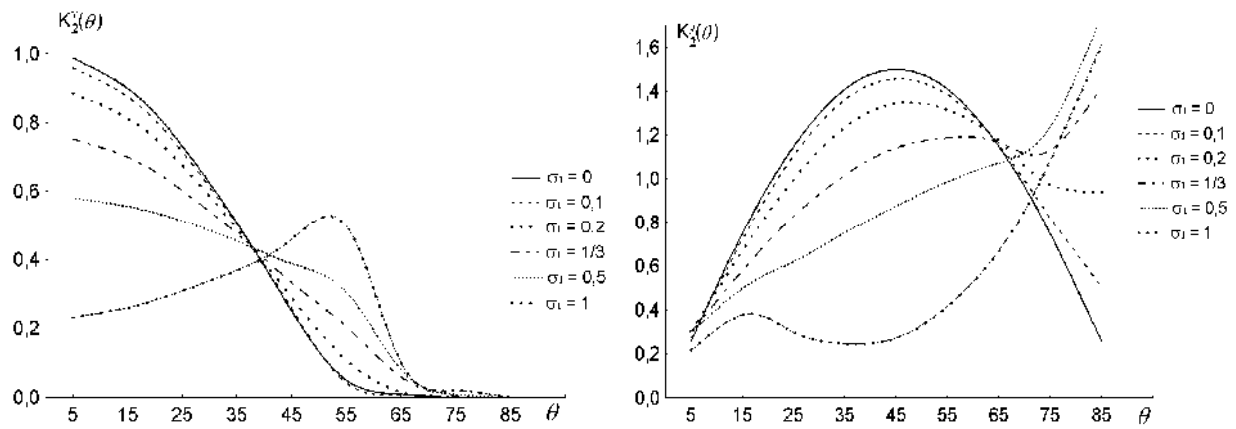 K₂ᵀ(θ)
1,0
0,8
0,6
0,4
0,2
0,0
5 15 25 35 45 55 65 75 85 θ
σ₁ = 0
σ₁ = 0,1
σ₁ = 0.2
σ₁ = 1/3
σ₁ = 0,5
σ₁ = 1
(θ)
1,6
1,4
1,2
1,0
0,8
0,6
0,4
0,2
0,0
5 15 25 35 45 55 65 75 85 θ
σ₁ = 0
σ₁ = 0,1
σ₁ = 0,2
σ₁ = 1/3
σ₁ = 0,5
σ₁ = 1